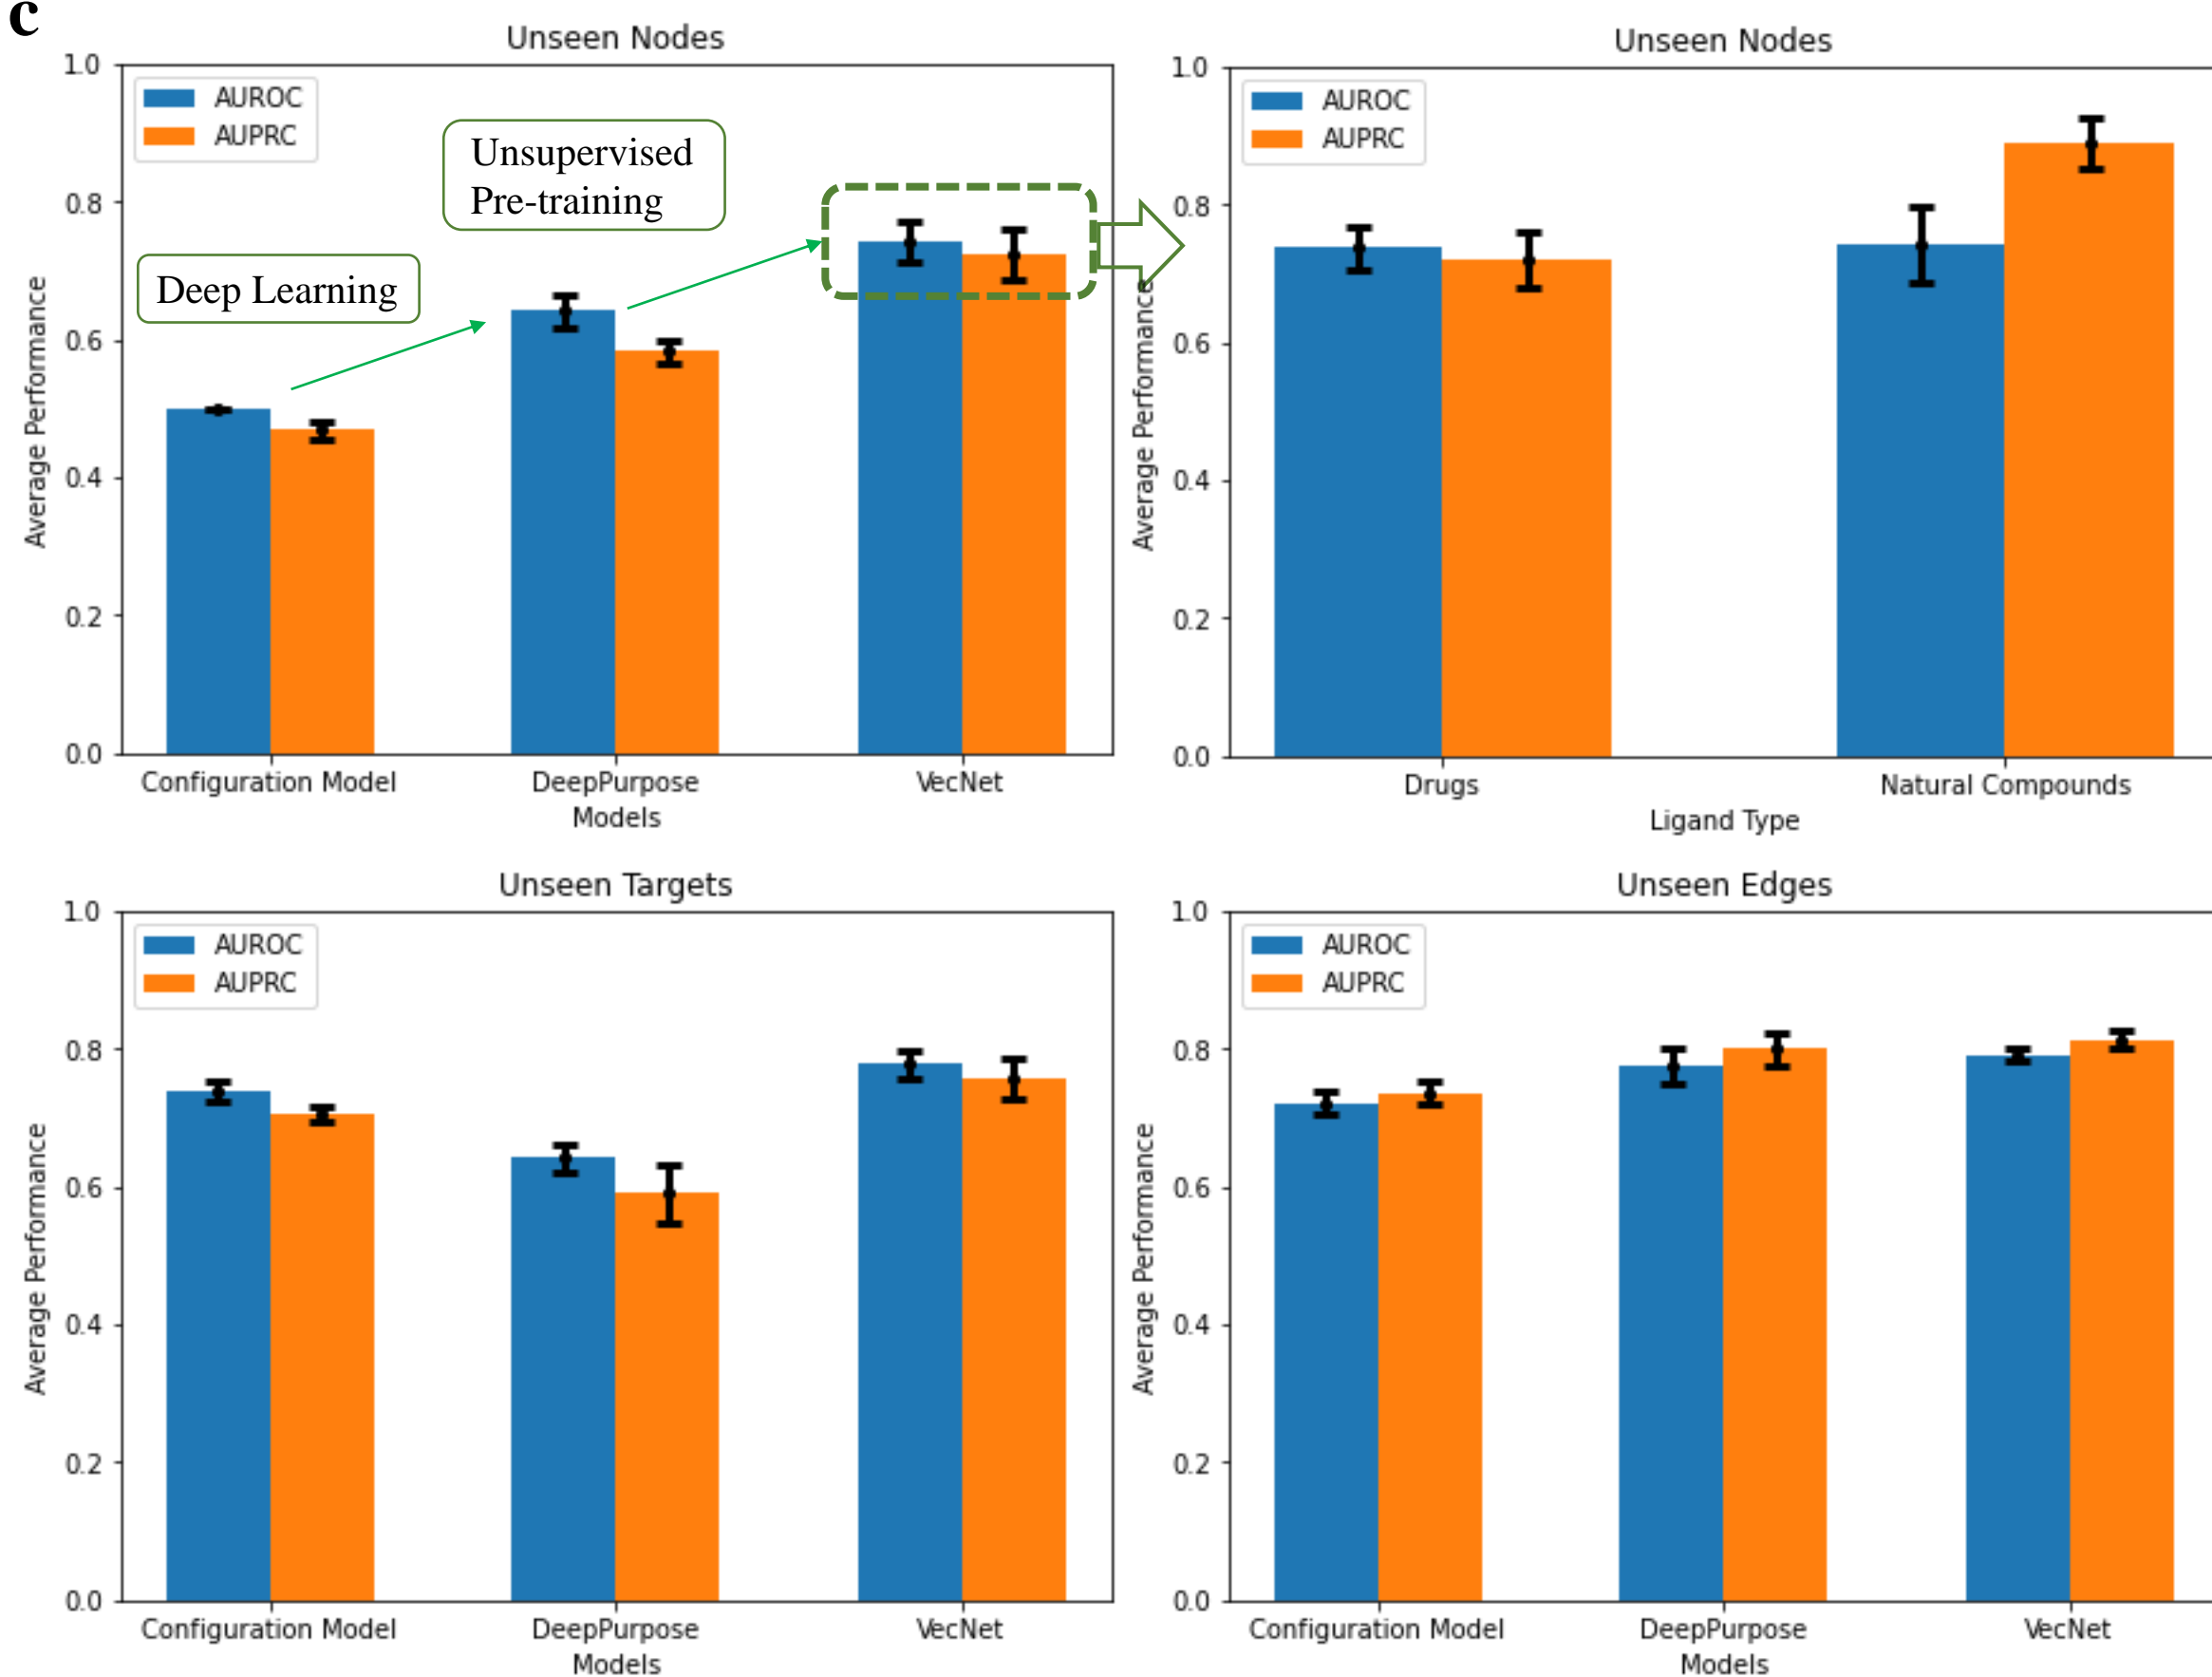 c
Unseen Nodes
1.0
0.8
0.6
0.4
0.2
0.0
Average Performance
AUROC
AUPRC
Deep Learning
Unsupervised
Pre-training
Configuration Model
DeepPurpose
VecNet
Models
Unseen Nodes
1.0
0.8
0.6
0.4
0.2
0.0
Average Performance
AUROC
AUPRC
Drugs
Natural Compounds
Ligand Type
Unseen Targets
1.0
0.8
0.6
0.4
0.2
0.0
Average Performance
AUROC
AUPRC
Configuration Model
DeepPurpose
VecNet
Models
Unseen Edges
1.0
0.8
0.6
0.4
0.2
0.0
Average Performance
AUROC
AUPRC
Configuration Model
DeepPurpose
VecNet
Models